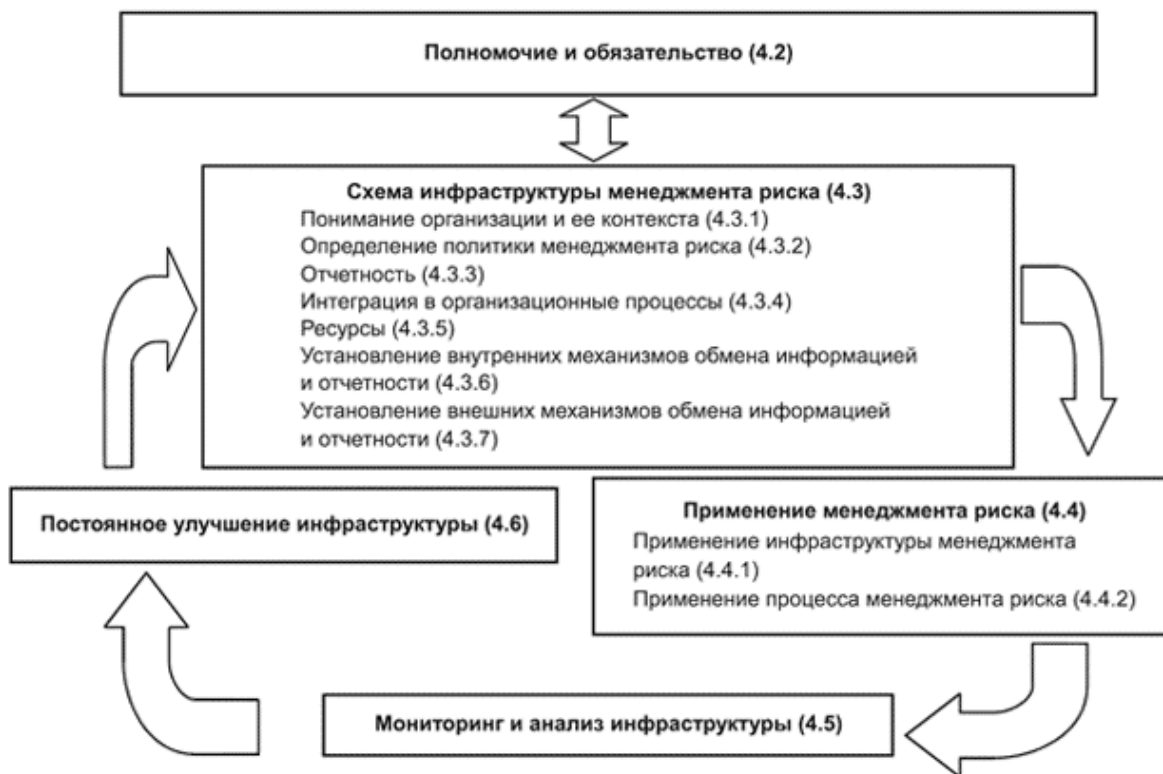 Полномочие и обязательство (4.2)
Схема инфраструктуры менеджмента риска (4.3)
Понимание организации и ее контекста (4.3.1)
Определение политики менеджмента риска (4.3.2)
Отчетность (4.3.3)
Интеграция в организационные процессы (4.3.4)
Ресурсы (4.3.5)
Установление внутренних механизмов обмена информацией
и отчетности (4.3.6)
Установление внешних механизмов обмена информацией
и отчетности (4.3.7)
Постоянное улучшение инфраструктуры (4.6)
Применение менеджмента риска (4.4)
Применение инфраструктуры менеджмента
риска (4.4.1)
Применение процесса менеджмента риска (4.4.2)
Мониторинг и анализ инфраструктуры (4.5)